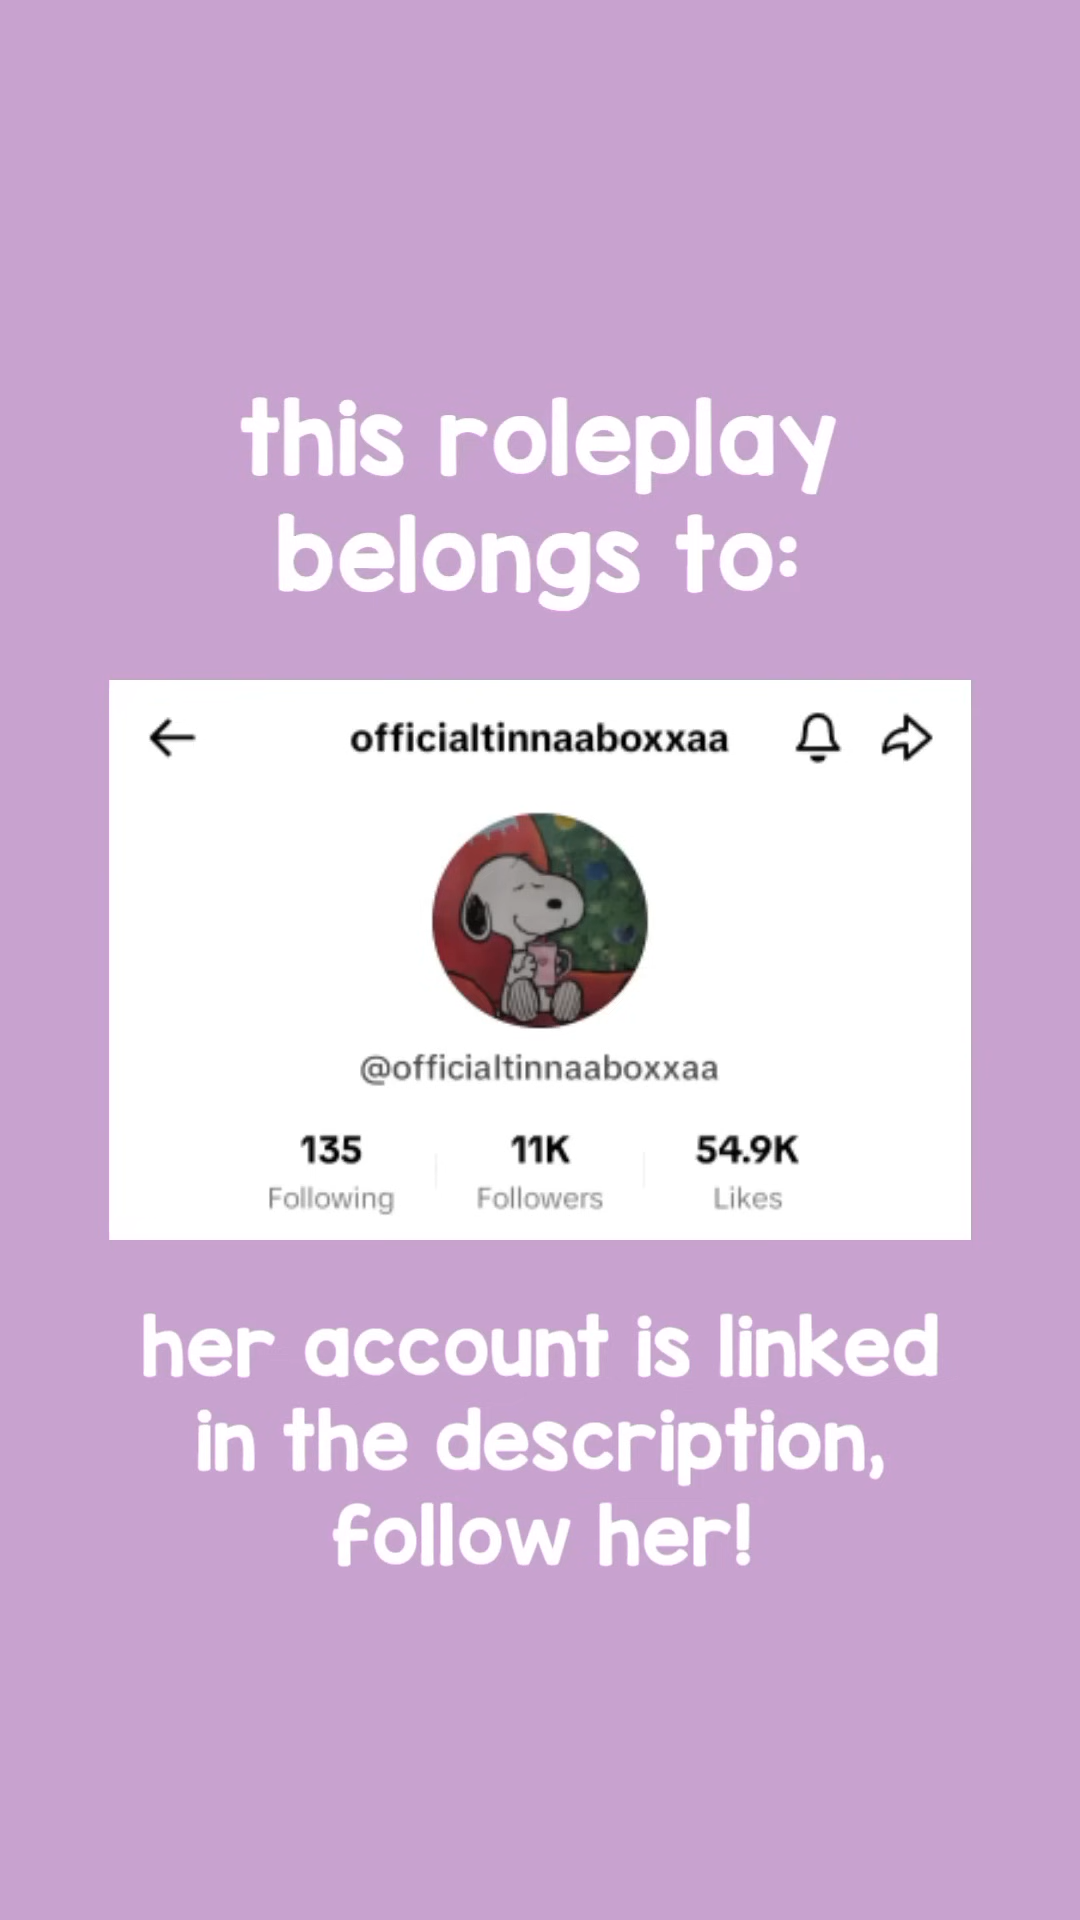 this roleplay
belongs to:
officialtinnaaboxxaa
@officialtinnaaboxxaa
135 11K 54.9K
Following Followers Likes
her account is linked
in the description,
follow her!